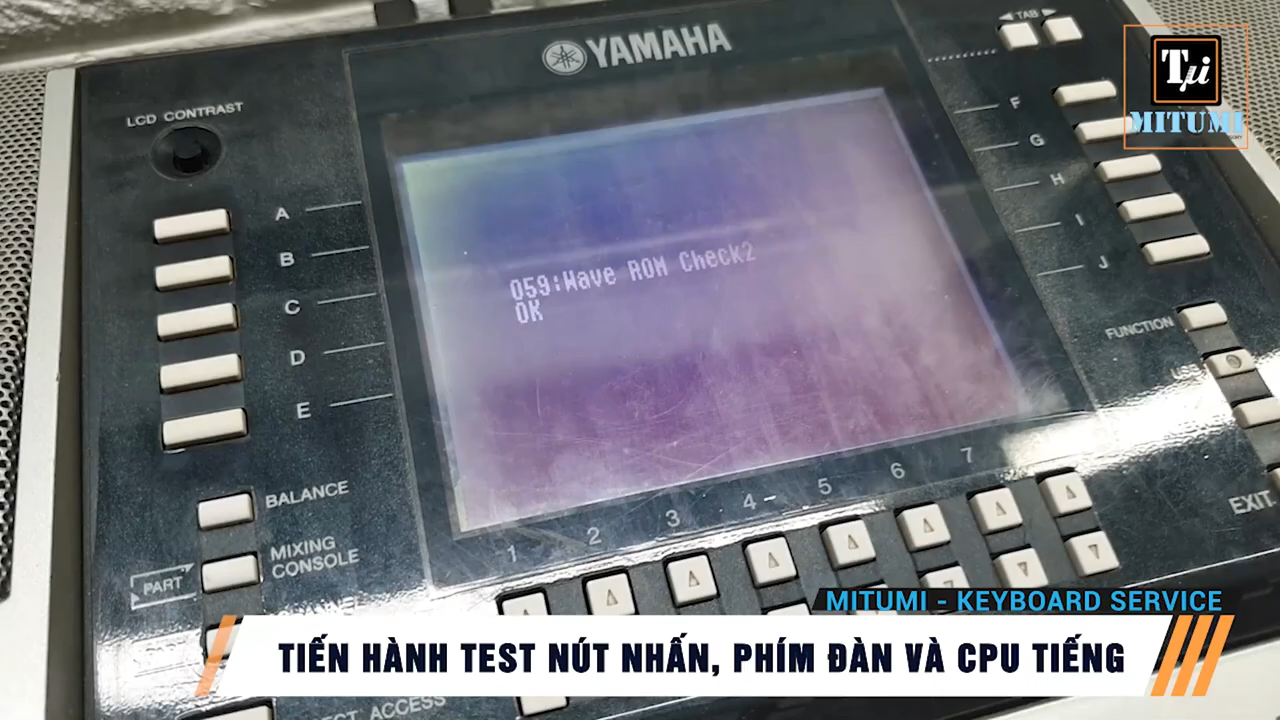 YAMAHA
TAB
Tμi
MITUMI
LCD CONTRAST
A
B
C
D
E
F
G
H
I
J
059:Wave ROM Check2
OK
FUNCTION
EXIT
BALANCE
MIXING
CONSOLE
PART
1 2 3 4 5 6 7
MITUMI - KEYBOARD SERVICE
TIẾN HÀNH TEST NÚT NHẤN, PHÍM ĐÀN VÀ CPU TIẾNG
ACCESS